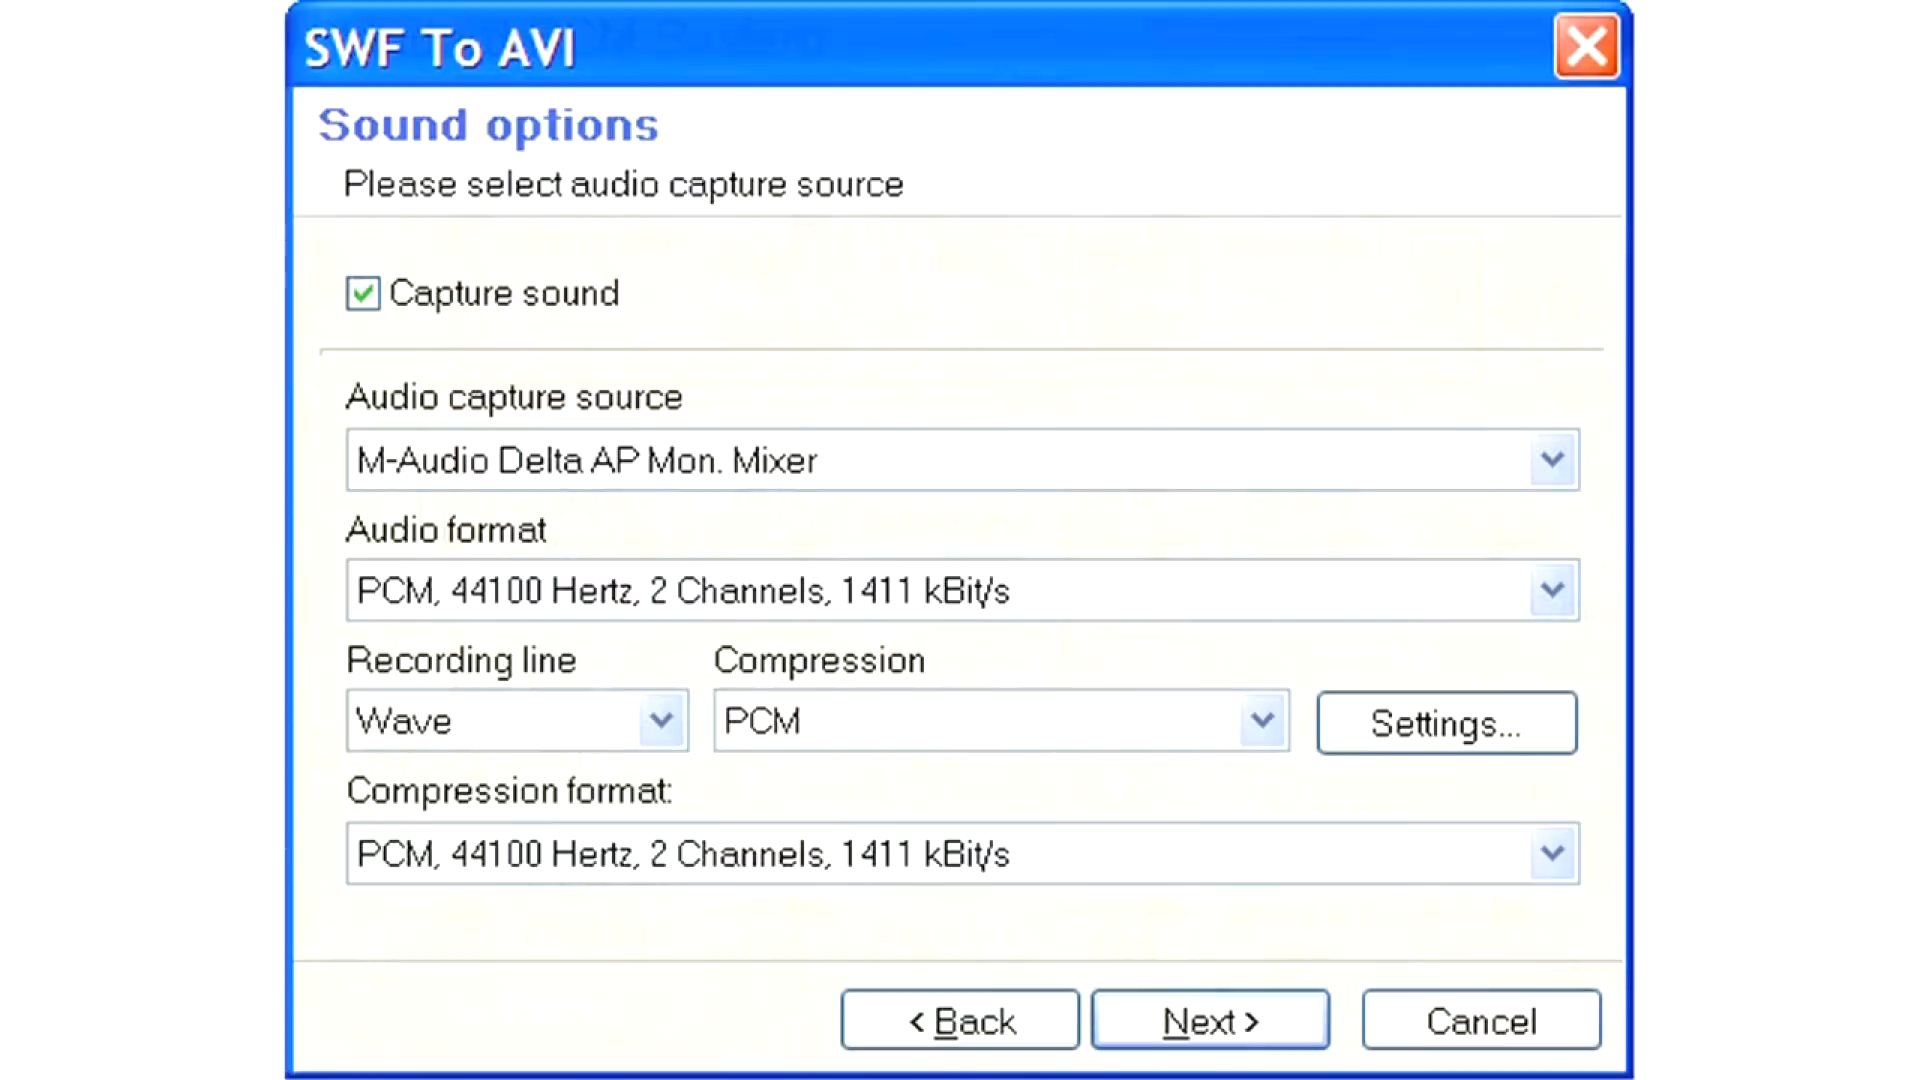 SWF To AVI
Sound options
Please select audio capture source
Capture sound
Audio capture source
M-Audio Delta AP Mon. Mixer
Audio format
PCM, 44100 Hertz, 2 Channels, 1411 kBit/s
Recording line Compression
Wave PCM Settings...
Compression format:
PCM, 44100 Hertz, 2 Channels, 1411 kBit/s
< Back Next > Cancel